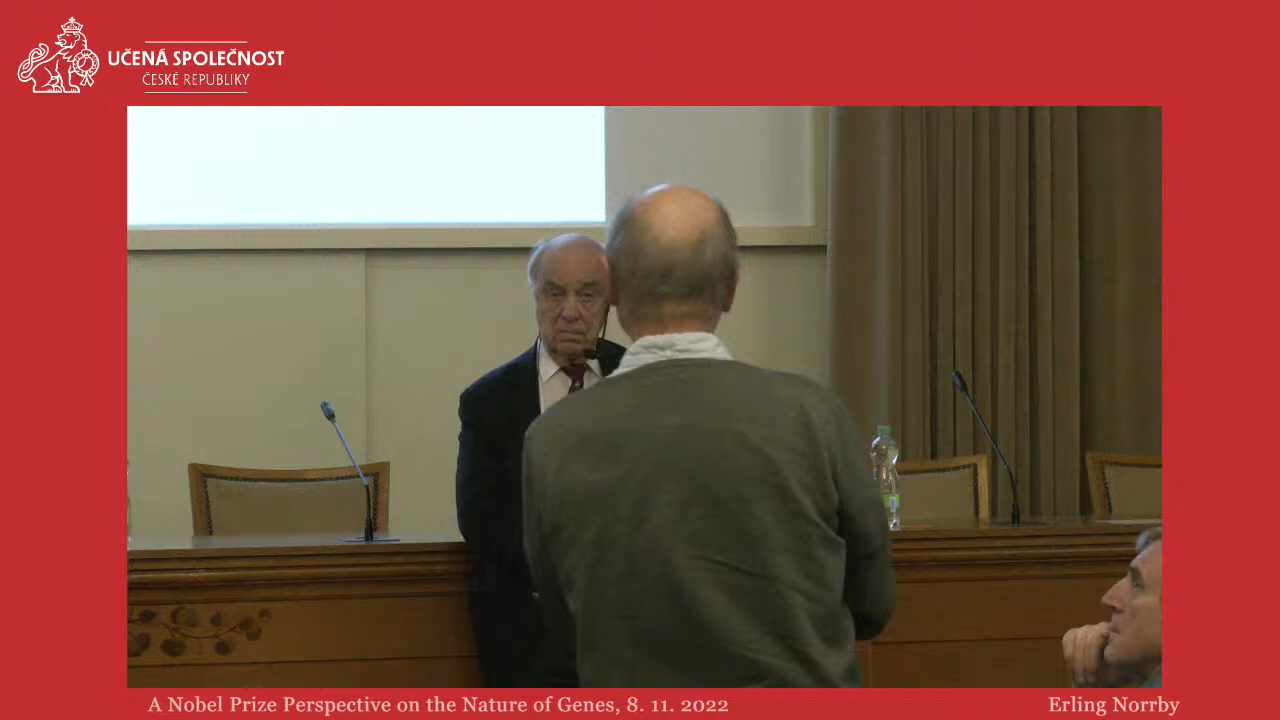 UČENÁ SPOLEČNOST
ČESKÉ REPUBLIKY
A Nobel Prize Perspective on the Nature of Genes, 8. 11. 2022
Erling Norrby